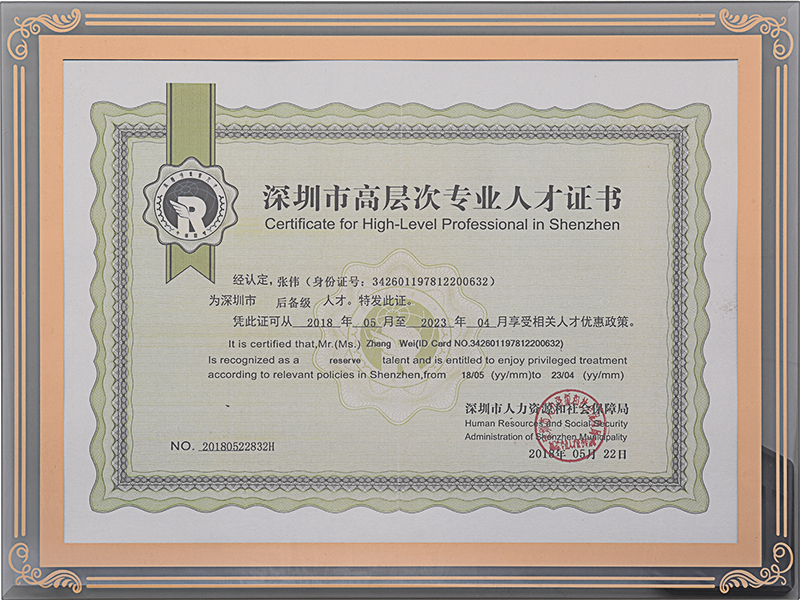 深圳市高层次专业人才证书
Certificate for High-Level Professional in Shenzhen
经认定,张伟（身份证号：342601197812200632）
为深圳市 后备级 人才。特发此证。
凭此证可从 2018 年 05 月至 2023 年 04 月享受相关人才优惠政策。
It is certified that,Mr.(Ms.) Zhang Wei(ID Card NO.342601197812200632)
Is recognized as a reserve talent and is entitled to enjoy privileged treatment
according to relevant policies in Shenzhen,from 18/05 (yy/mm)to 23/04 (yy/mm)
深圳市人力资源和社会保障局
Human Resources and Social Security
Administration of Shenzhen Municipality
2018年 05月 22日
NO. 20180522832H